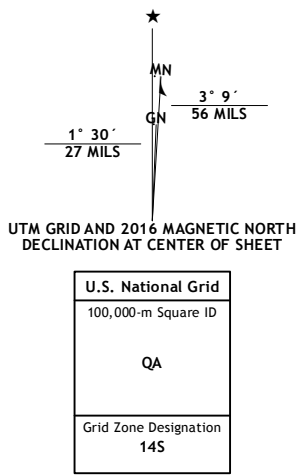 ★
MN
GN
3° 9´
56 MILS
1° 30´
27 MILS
UTM GRID AND 2016 MAGNETIC NORTH
DECLINATION AT CENTER OF SHEET
U.S. National Grid
100,000-m Square ID
QA
Grid Zone Designation
14S